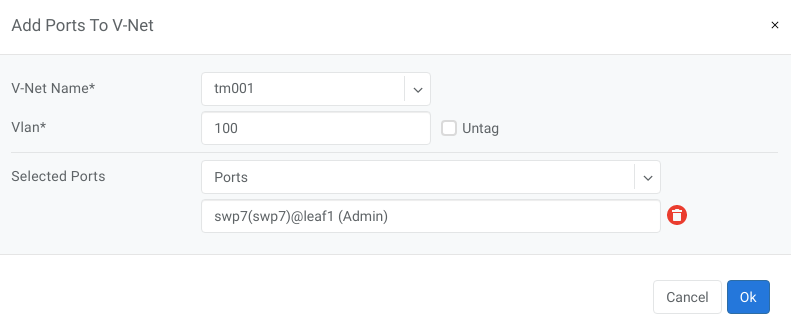 Add Ports To V-Net
×
V-Net Name*
tm001
Vlan*
100
Untag
Selected Ports
Ports
swp7(swp7)@leaf1 (Admin)
Cancel
Ok